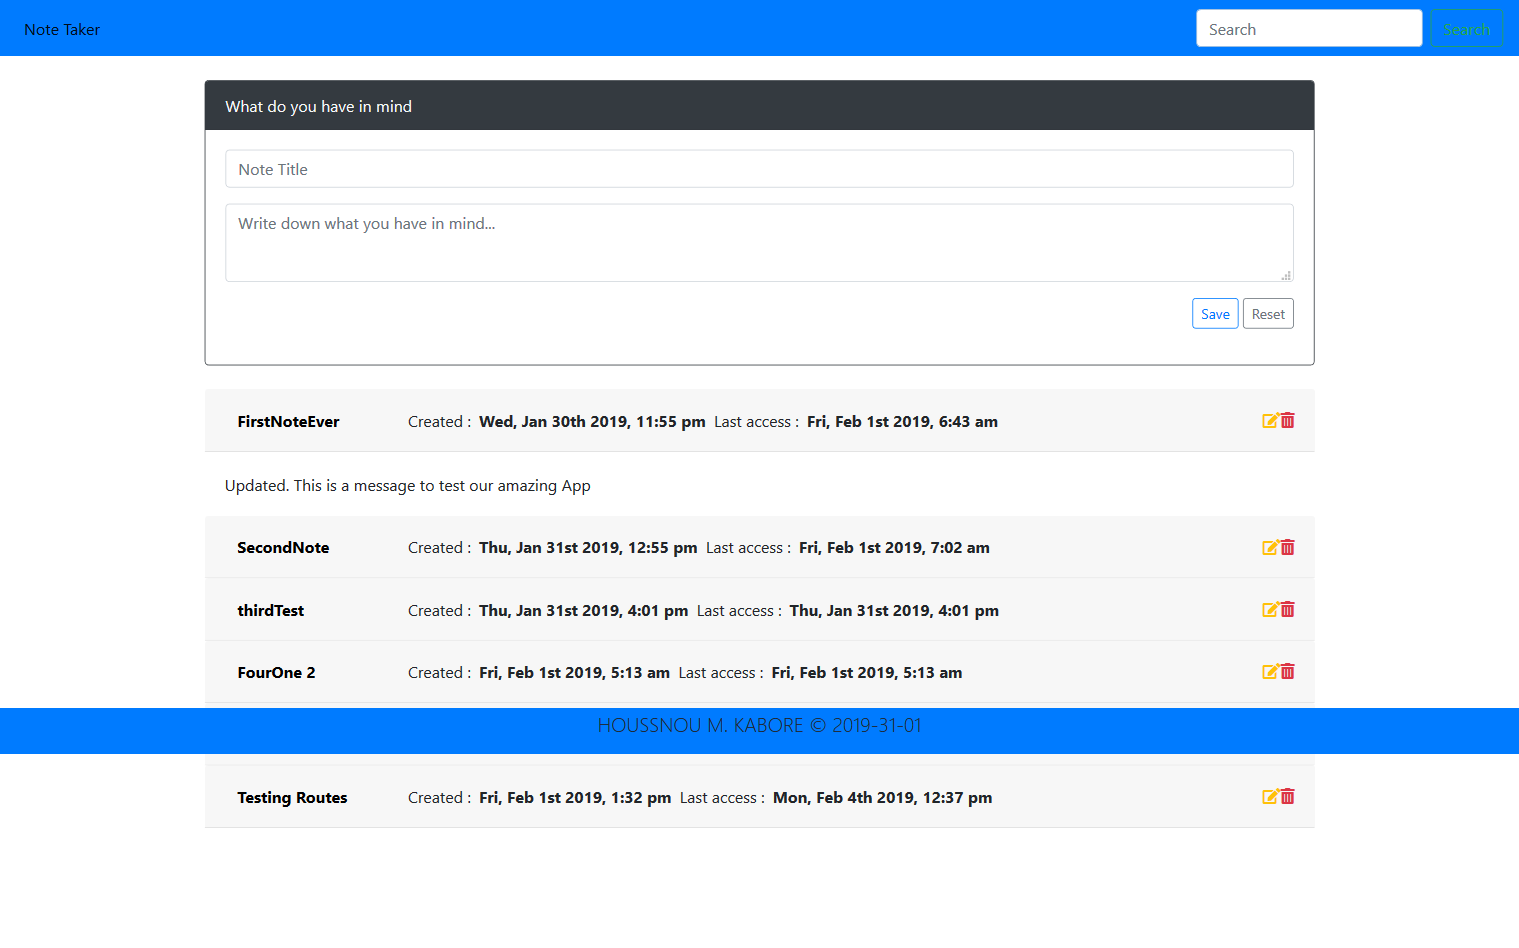 Note Taker Search Search
What do you have in mind
Note Title
Write down what you have in mind...
Save Reset
FirstNoteEver Created : Wed, Jan 30th 2019, 11:55 pm Last access : Fri, Feb 1st 2019, 6:43 am
Updated. This is a message to test our amazing App
SecondNote Created : Thu, Jan 31st 2019, 12:55 pm Last access : Fri, Feb 1st 2019, 7:02 am
thirdTest Created : Thu, Jan 31st 2019, 4:01 pm Last access : Thu, Jan 31st 2019, 4:01 pm
FourOne 2 Created : Fri, Feb 1st 2019, 5:13 am Last access : Fri, Feb 1st 2019, 5:13 am
HOUSSNOU M. KABORE © 2019-31-01
Testing Routes Created : Fri, Feb 1st 2019, 1:32 pm Last access : Mon, Feb 4th 2019, 12:37 pm